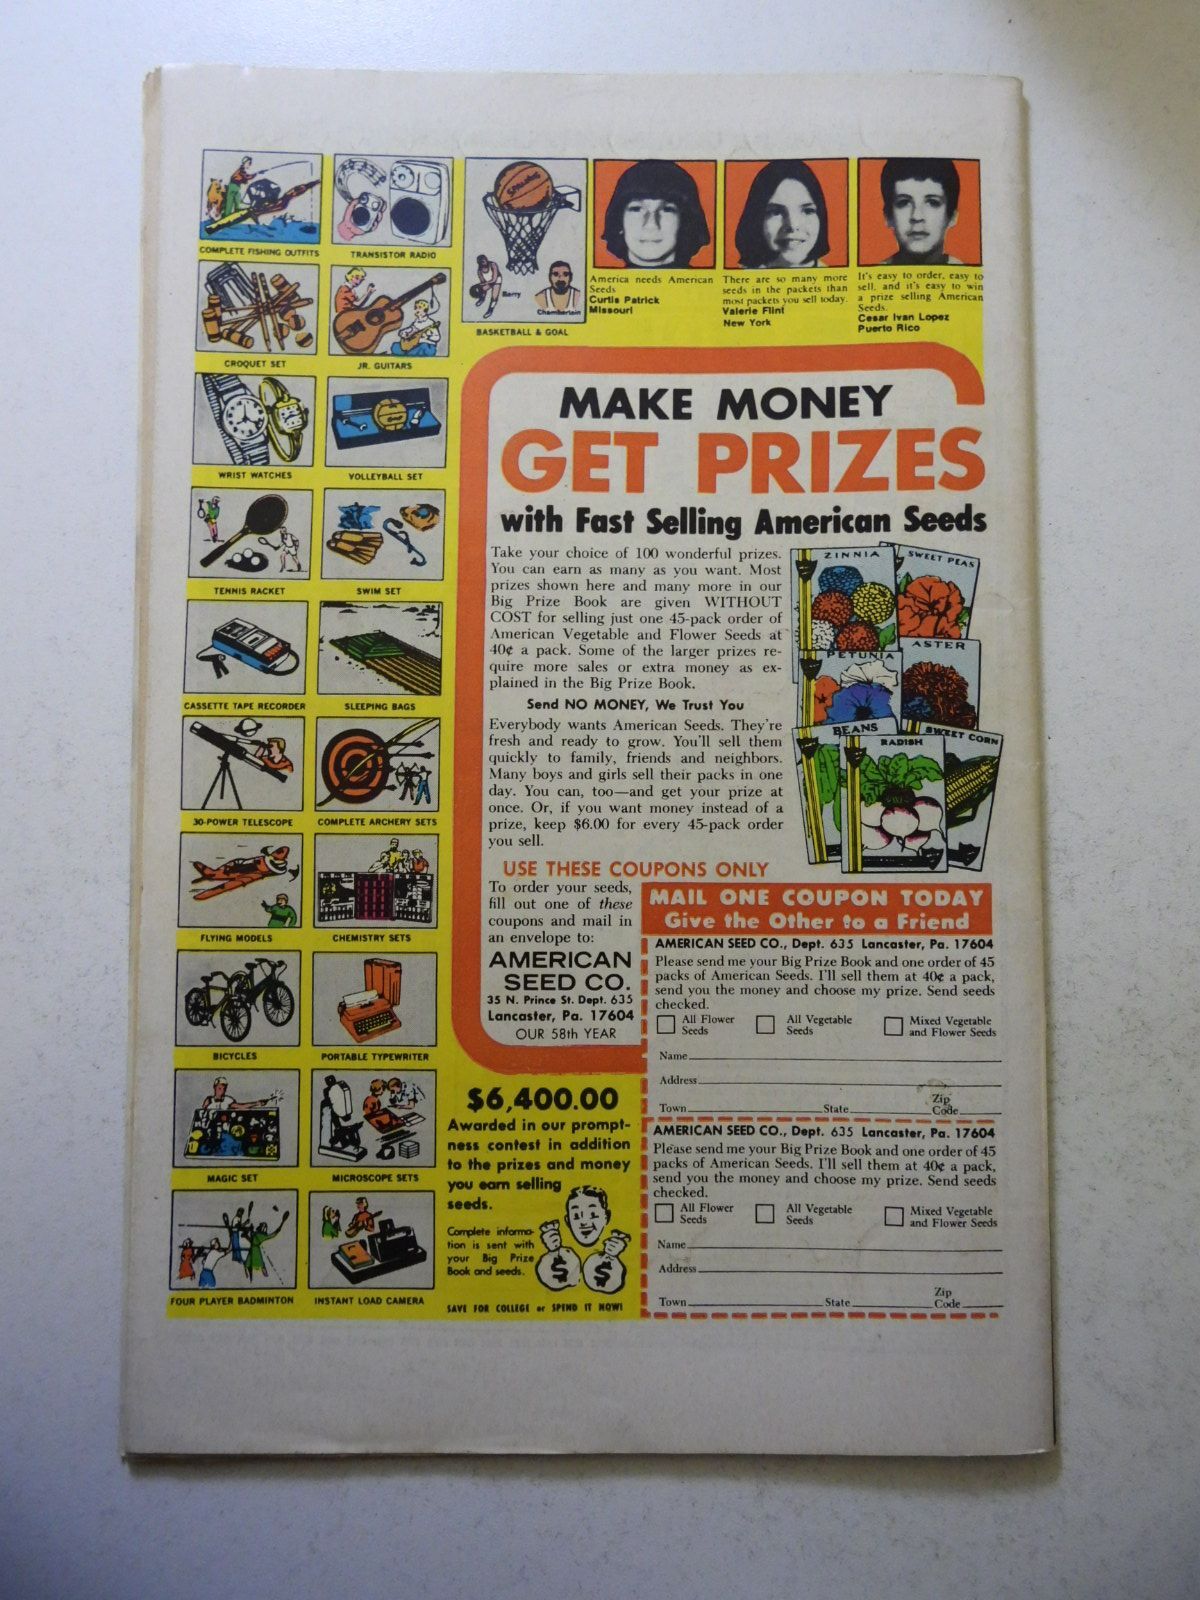 COMPLETE FISHING OUTFITS
TRANSISTOR RADIO
SPALDING
Barry
Chamberlain
BASKETBALL & GOAL
CROQUET SET
JR. GUITARS
WRIST WATCHES
VOLLEYBALL SET
TENNIS RACKET
SWIM SET
CASSETTE TAPE RECORDER
SLEEPING BAGS
30-POWER TELESCOPE
COMPLETE ARCHERY SETS
FLYING MODELS
CHEMISTRY SETS
BICYCLES
PORTABLE TYPEWRITER
MAGIC SET
MICROSCOPE SETS
FOUR PLAYER BADMINTON
INSTANT LOAD CAMERA
America needs American
Seeds
Curtis Patrick
Missouri
There are so many more
seeds in the packets than
most packets you sell today.
Valerie Flint
New York
It's easy to order, easy to
sell, and it's easy to win
a prize selling American
Seeds.
Cesar Ivan Lopez
Puerto Rico
MAKE MONEY
GET PRIZES
with Fast Selling American Seeds
Take your choice of 100 wonderful prizes.
You can earn as many as you want. Most
prizes shown here and many more in our
Big Prize Book are given WITHOUT
COST for selling just one 45-pack order of
American Vegetable and Flower Seeds at
40¢ a pack. Some of the larger prizes re-
quire more sales or extra money as ex-
plained in the Big Prize Book.
Send NO MONEY, We Trust You
Everybody wants American Seeds. They're
fresh and ready to grow. You'll sell them
quickly to family, friends and neighbors.
Many boys and girls sell their packs in one
day. You can, too—and get your prize at
once. Or, if you want money instead of a
prize, keep $6.00 for every 45-pack order
you sell.
ZINNIA
SWEET PEAS
PETUNIA
ASTER
BEANS
RADISH
SWEET CORN
USE THESE COUPONS ONLY
To order your seeds,
fill out one of these
coupons and mail in
an envelope to:
AMERICAN
SEED CO.
35 N. Prince St. Dept. 635
Lancaster, Pa. 17604
OUR 58th YEAR
MAIL ONE COUPON TODAY
Give the Other to a Friend
AMERICAN SEED CO., Dept. 635 Lancaster, Pa. 17604
Please send me your Big Prize Book and one order of 45
packs of American Seeds. I'll sell them at 40¢ a pack,
send you the money and choose my prize. Send seeds
checked.
All Flower Seeds
All Vegetable Seeds
Mixed Vegetable and Flower Seeds
Name
Address
Town State Zip Code
AMERICAN SEED CO., Dept. 635 Lancaster, Pa. 17604
Please send me your Big Prize Book and one order of 45
packs of American Seeds. I'll sell them at 40¢ a pack,
send you the money and choose my prize. Send seeds
checked.
All Flower Seeds
All Vegetable Seeds
Mixed Vegetable and Flower Seeds
Name
Address
Town State Zip Code
$6,400.00
Awarded in our prompt-
ness contest in addition
to the prizes and money
you earn selling
seeds.
Complete informa-
tion is sent with
your Big Prize
Book and seeds.
$ $
SAVE FOR COLLEGE or SPEND IT NOW!